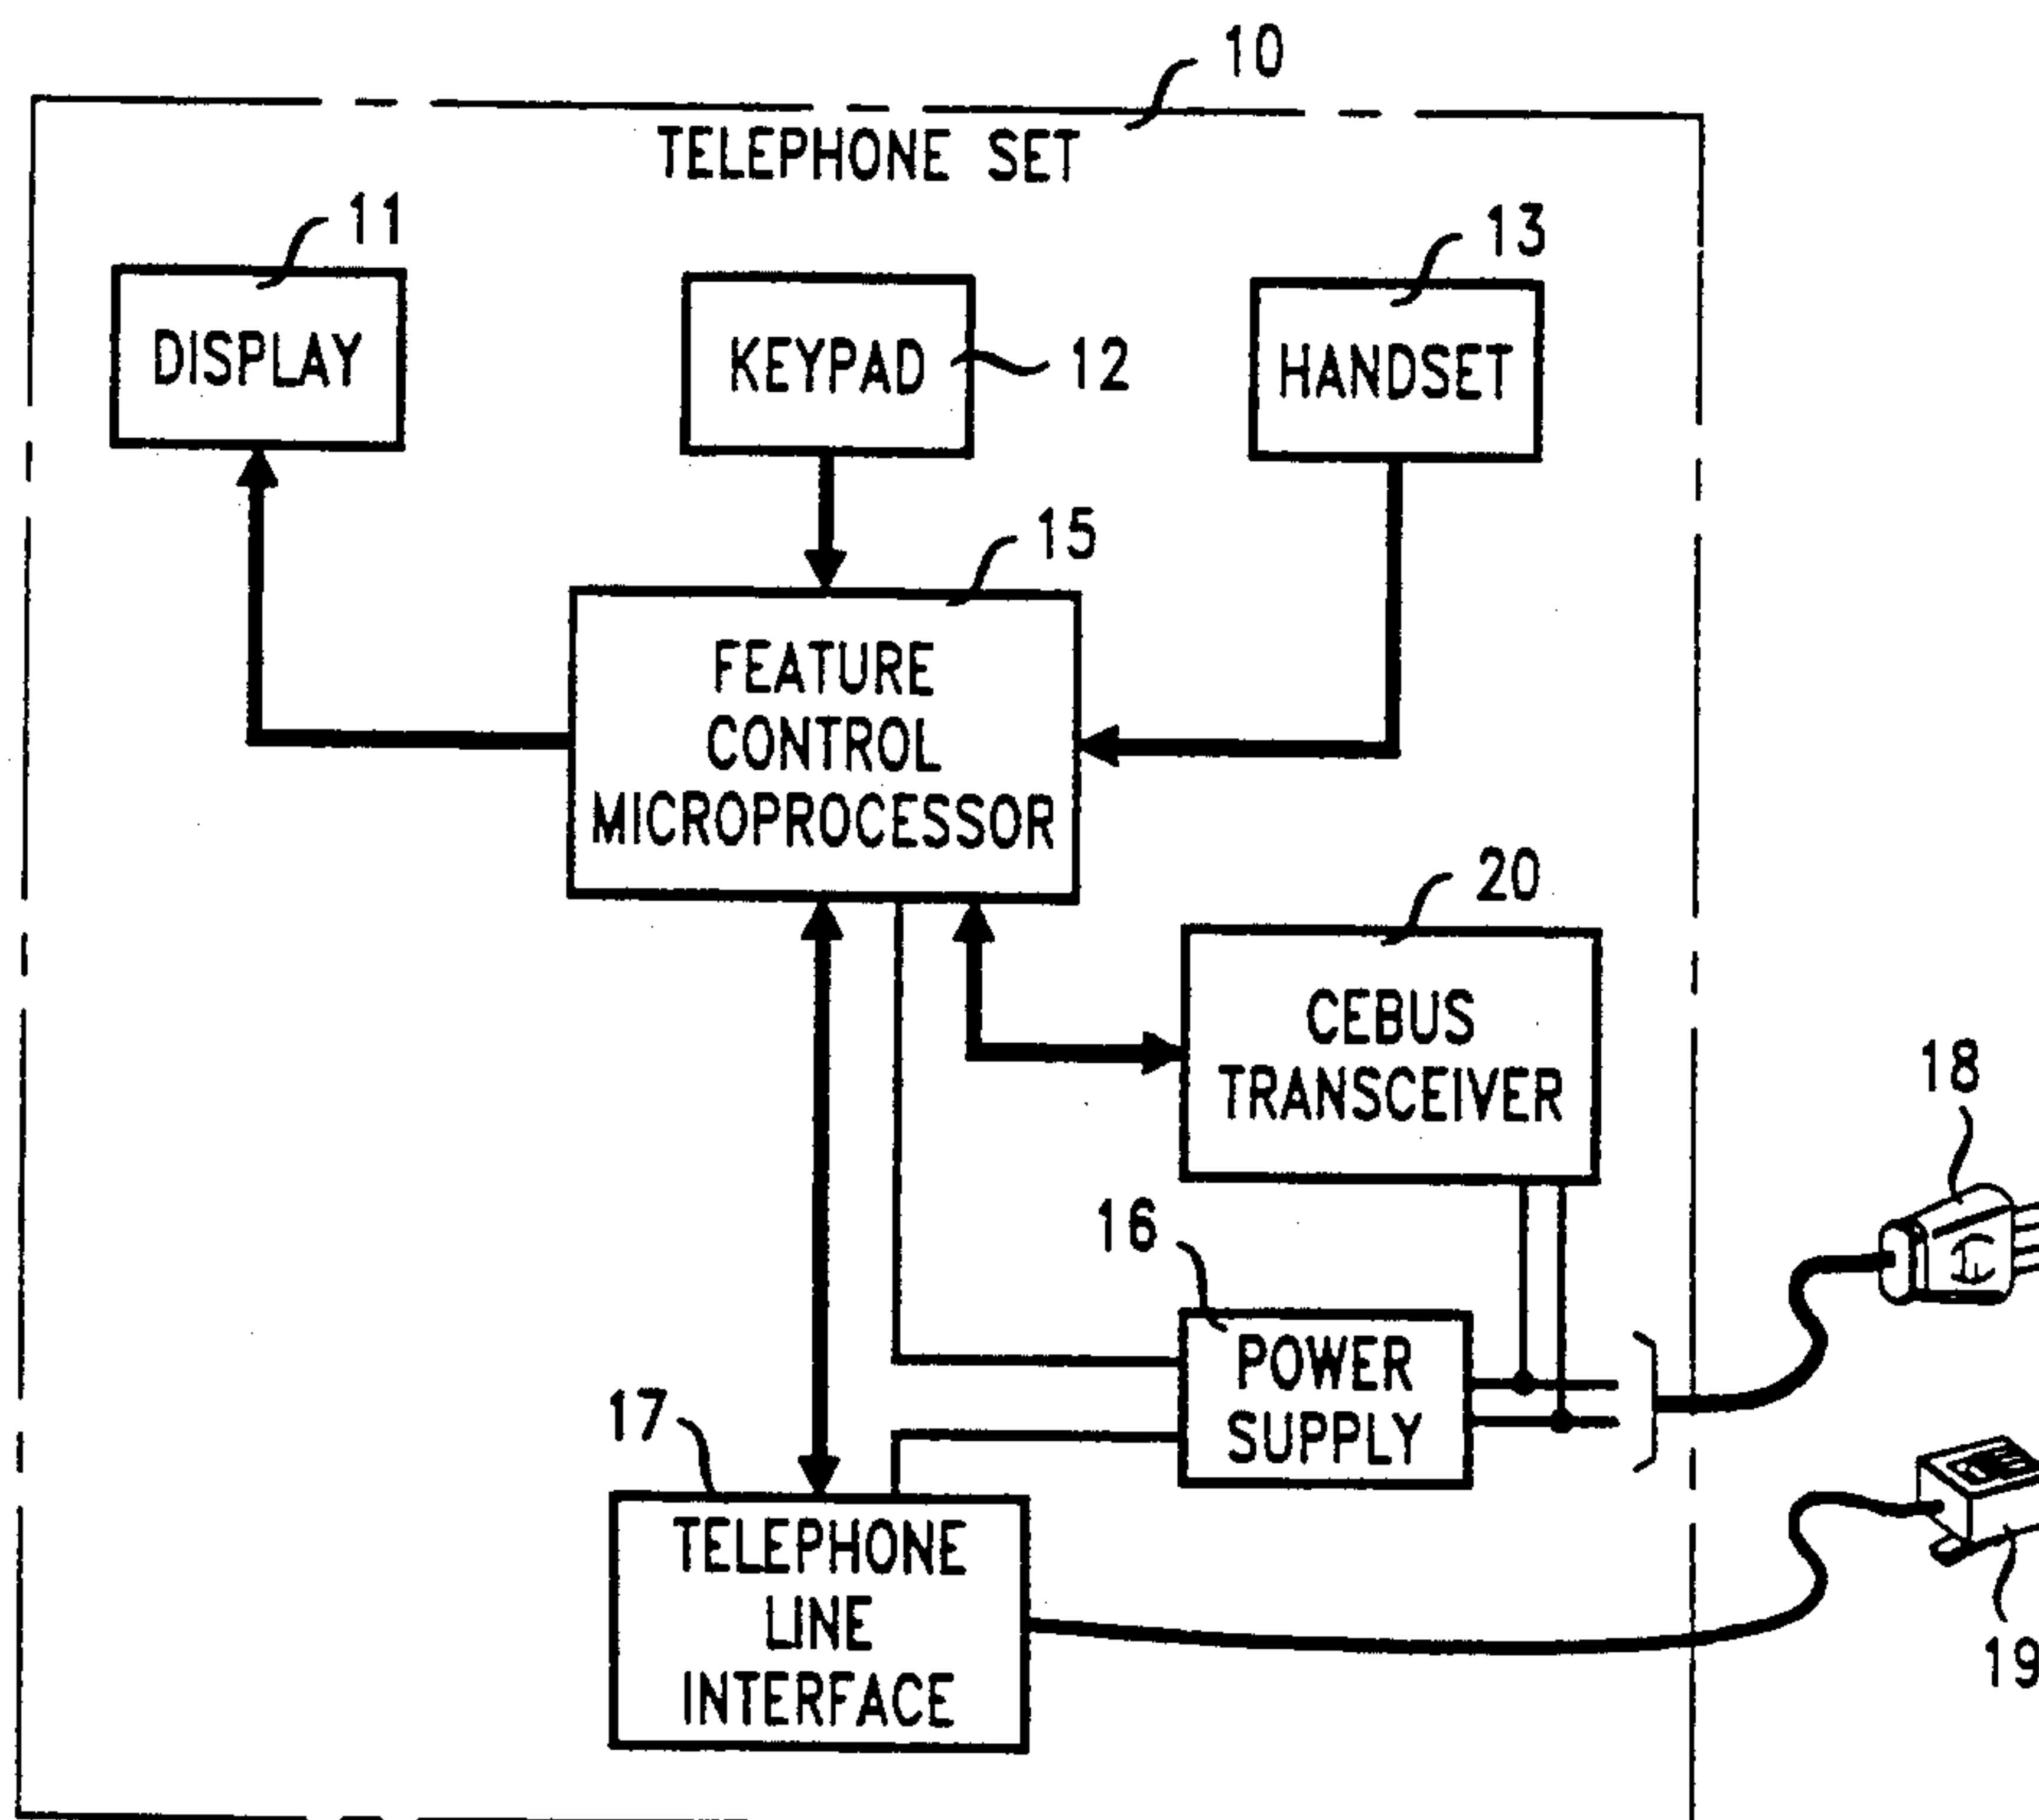 10
TELEPHONE SET
11
13
DISPLAY
KEYPAD
12
HANDSET
15
FEATURE
CONTROL
MICROPROCESSOR
20
CEBUS
TRANSCEIVER
18
16
POWER
SUPPLY
17
TELEPHONE
LINE
INTERFACE
19